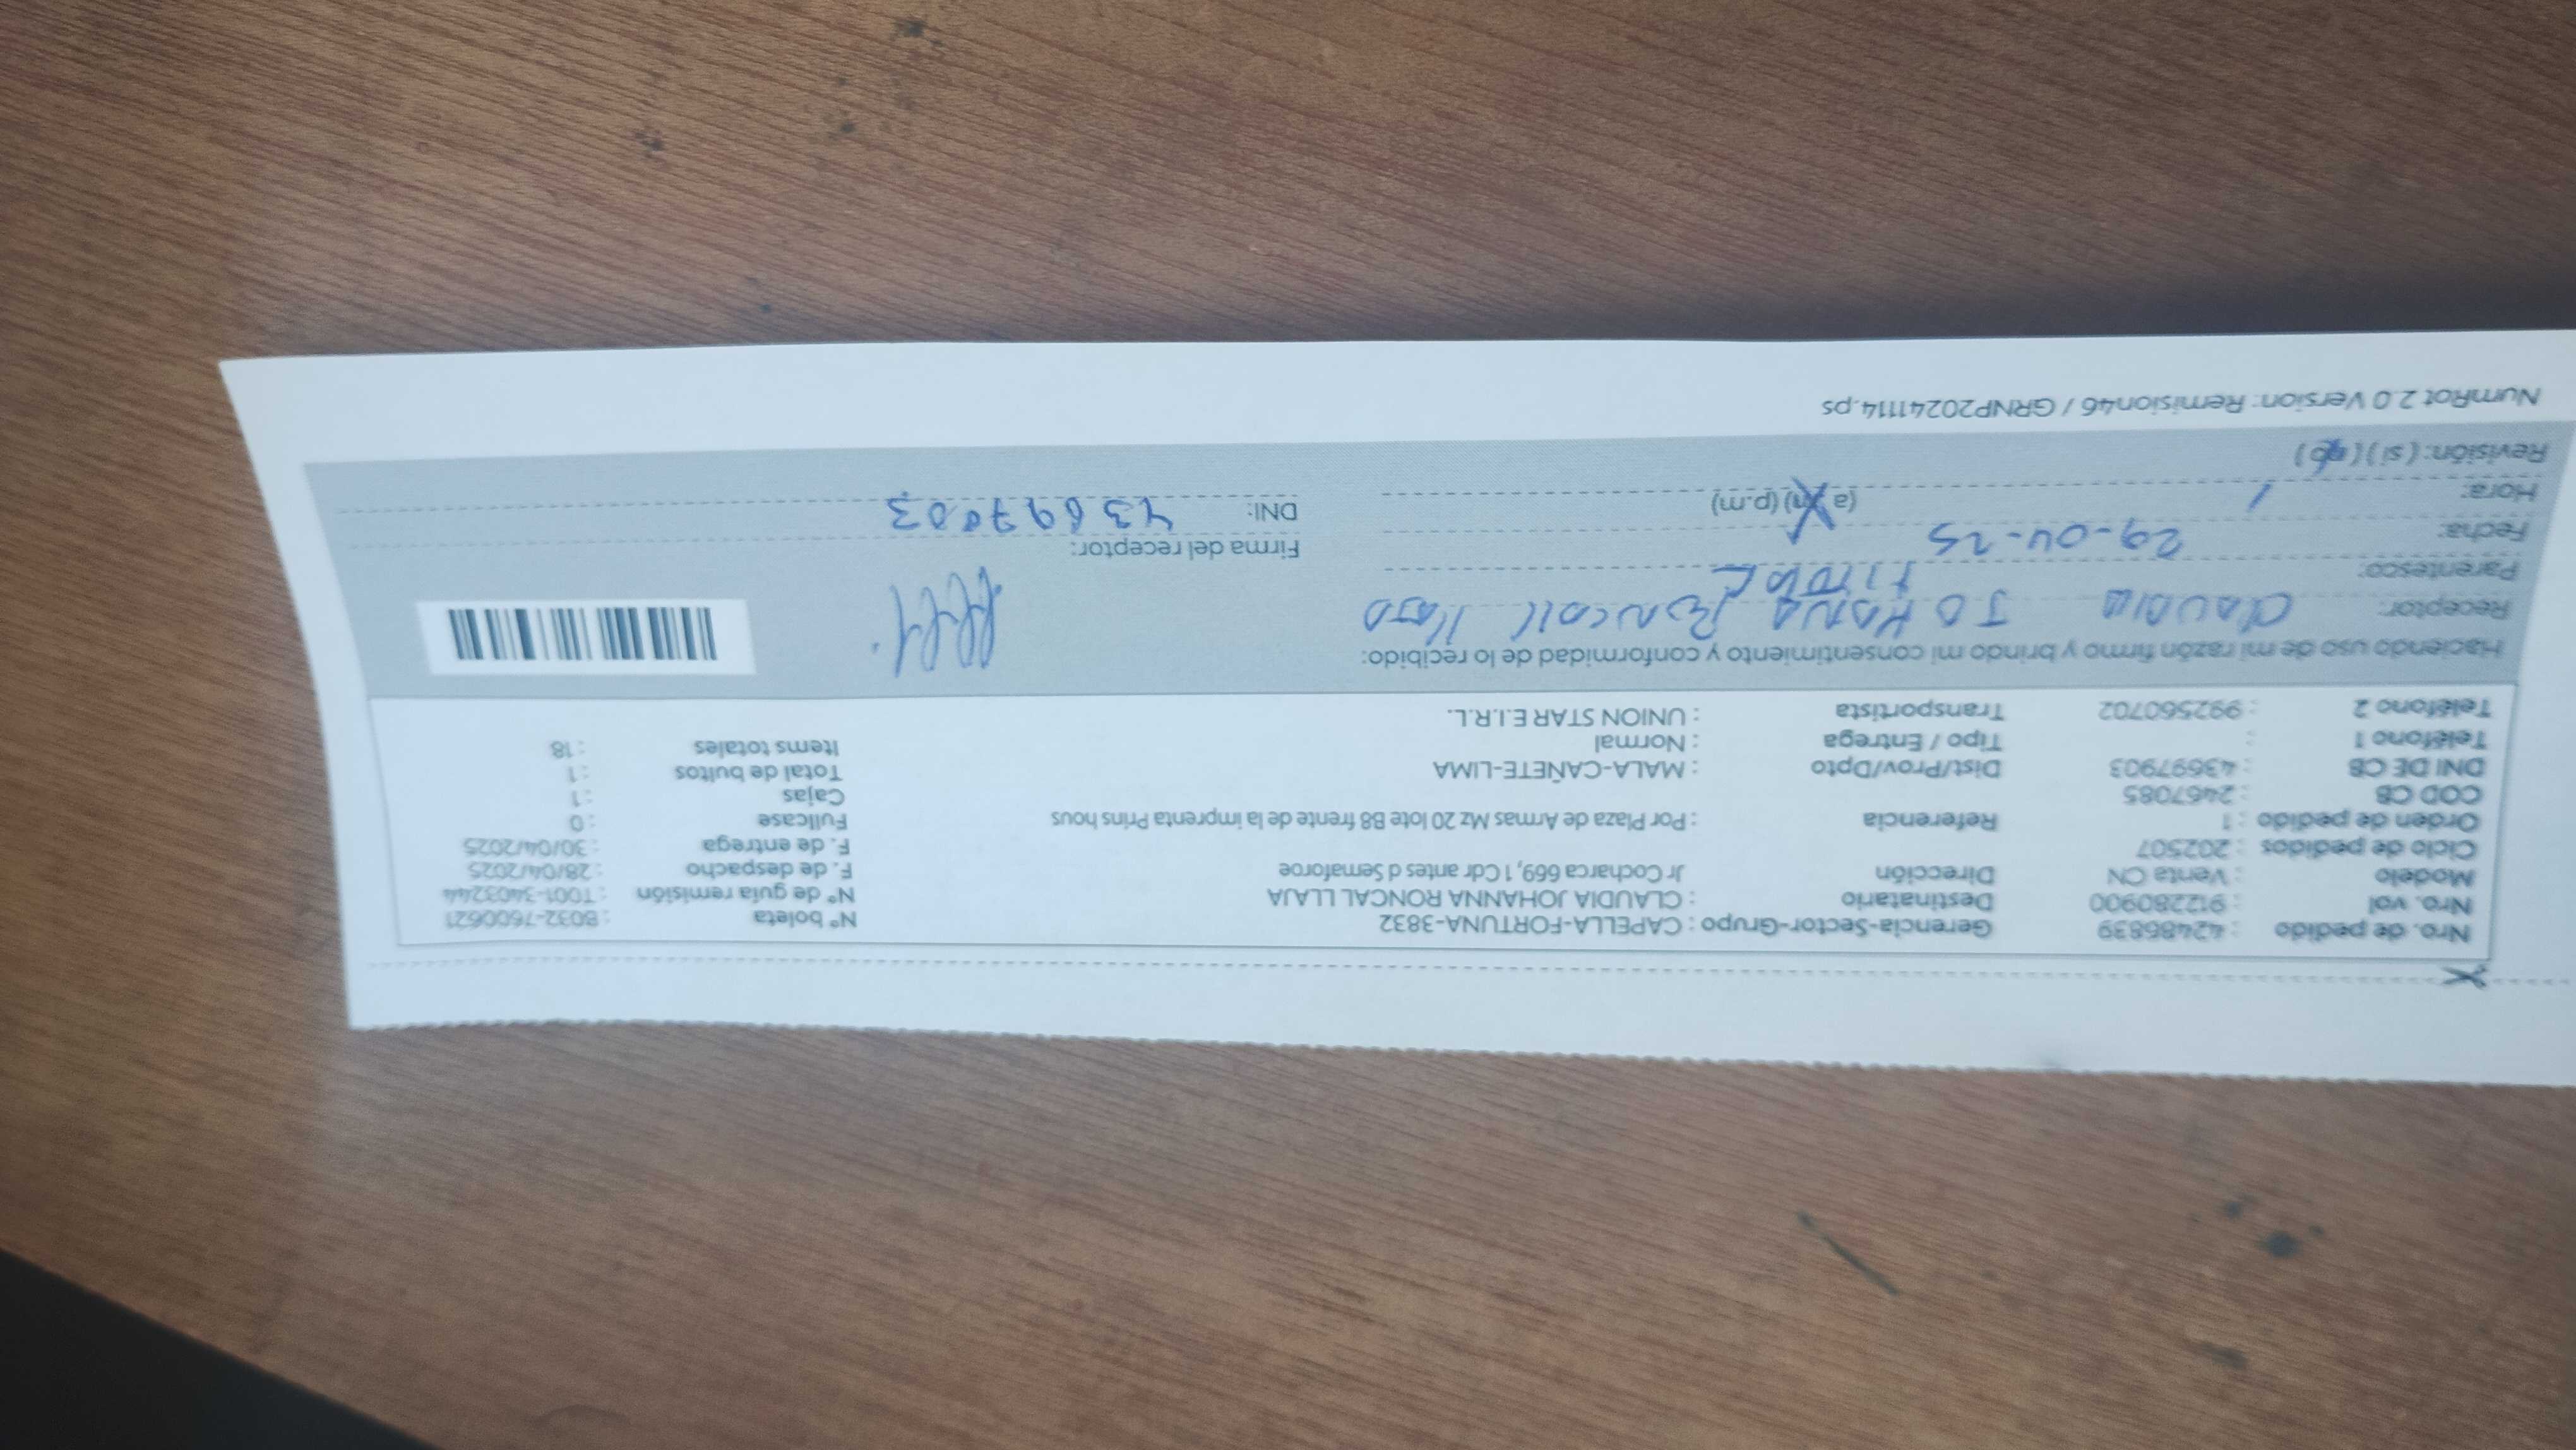 Nro. de pedido : 42486839 Gerencia-Sector-Grupo : CAPELLA-FORTUNA-3832 N° boleta : B032-7600621
Nro. vol : 912280900 Destinatario : CLAUDIA JOHANNA RONCAL LLAJA N° de guía remisión : T001-3403244
Modelo : Venta CN Dirección Jr Cocharca 669, 1 Cdr antes d Semaforoe F. de despacho : 28/04/2025
Ciclo de pedidos : 202507 F. de entrega : 30/04/2025
Orden de pedido : 1 Referencia : Por Plaza de Armas Mz 20 lote B8 frente de la imprenta Prins hous Fullcase : 0
COD CB : 2467085 Cajas : 1
DNI DE CB : 43697903 Dist/Prov/Dpto : MALA-CAÑETE-LIMA Total de bultos : 1
Teléfono 1 : Tipo / Entrega : Normal Items totales : 18
Teléfono 2 : 992560702 Transportista : UNION STAR E.I.R.L.
Haciendo uso de mi razón firmo y brindo mi consentimiento y conformidad de lo recibido:
Receptor: CLAUDIA JOHANA
Parentesco: titular Firma del receptor:
Fecha: 29-04-25
Hora: (a.m) (p.m) DNI: 43697903
Revisión: (si) (no)
NumRot 2.0 Version: Remision46 / GRNP20241114.ps